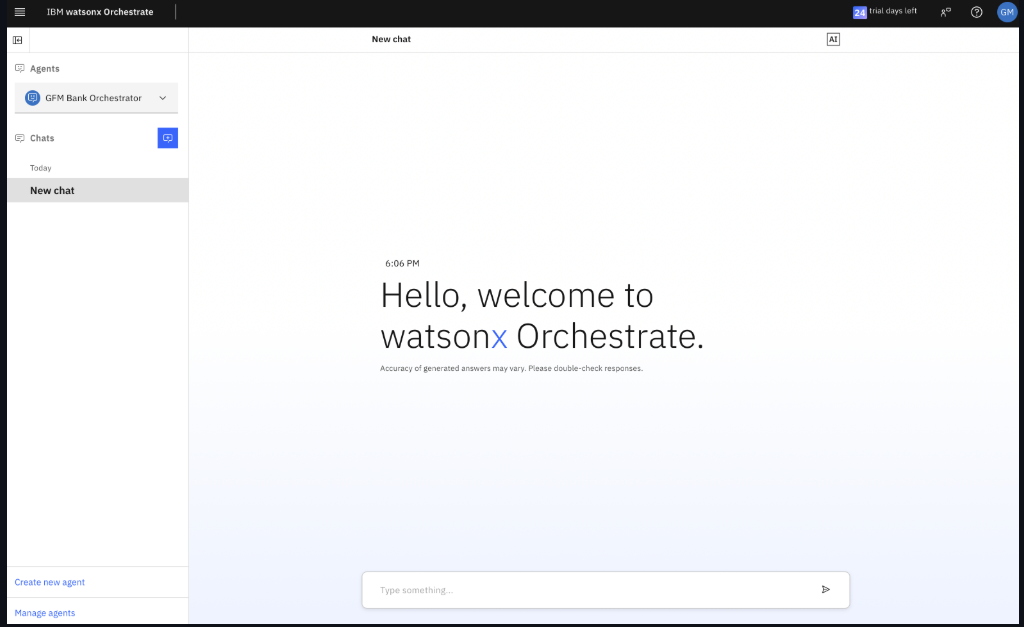 IBM watsonx Orchestrate
24 trial days left
GM
New chat
AI
Agents
GFM Bank Orchestrator
Chats
Today
New chat
6:06 PM
Hello, welcome to
watsonx Orchestrate.
Accuracy of generated answers may vary. Please double-check responses.
Type something...
Create new agent
Manage agents